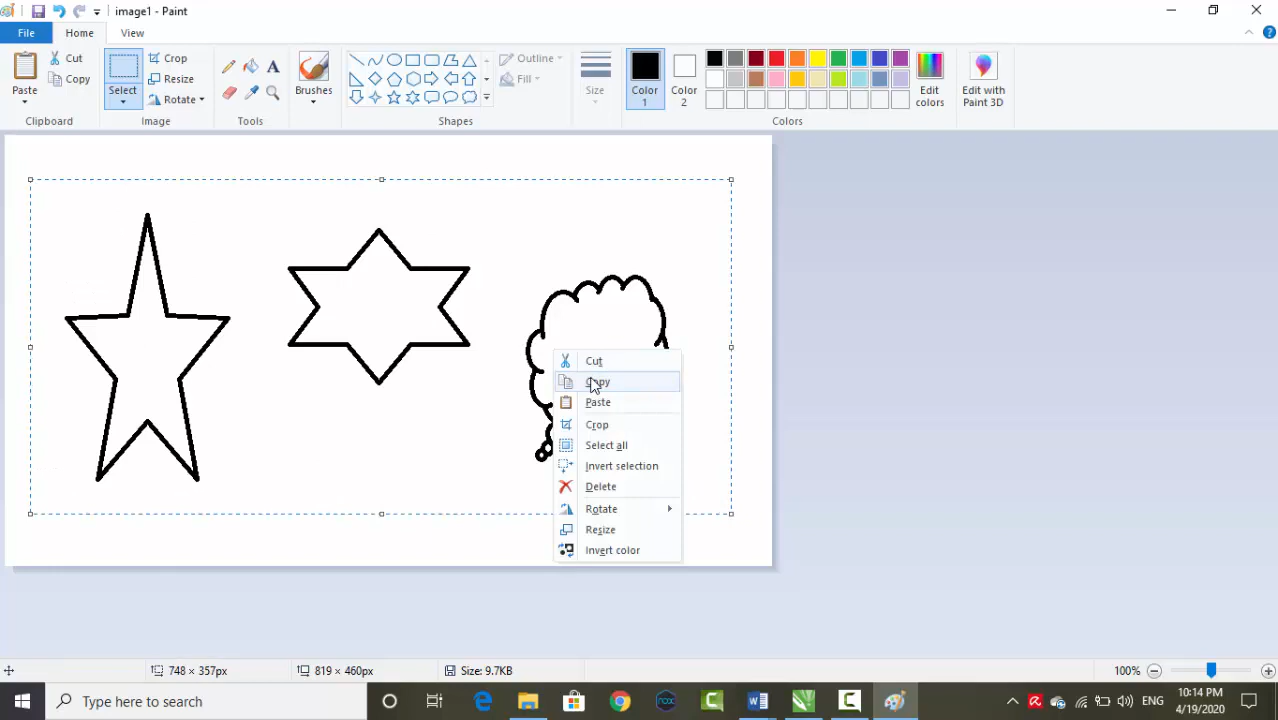 image1 - Paint
File Home View
Paste
Cut
Copy
Clipboard
Select
Crop
Resize
Rotate
Image
A
Tools
Brushes
Shapes
Outline
Fill
Size
Color 1
Color 2
Edit colors
Colors
Edit with Paint 3D
Cut
Copy
Paste
Crop
Select all
Invert selection
Delete
Rotate
Resize
Invert color
748 × 357px 819 × 460px Size: 9.7KB 100%
Type here to search
ENG
10:14 PM
4/19/2020